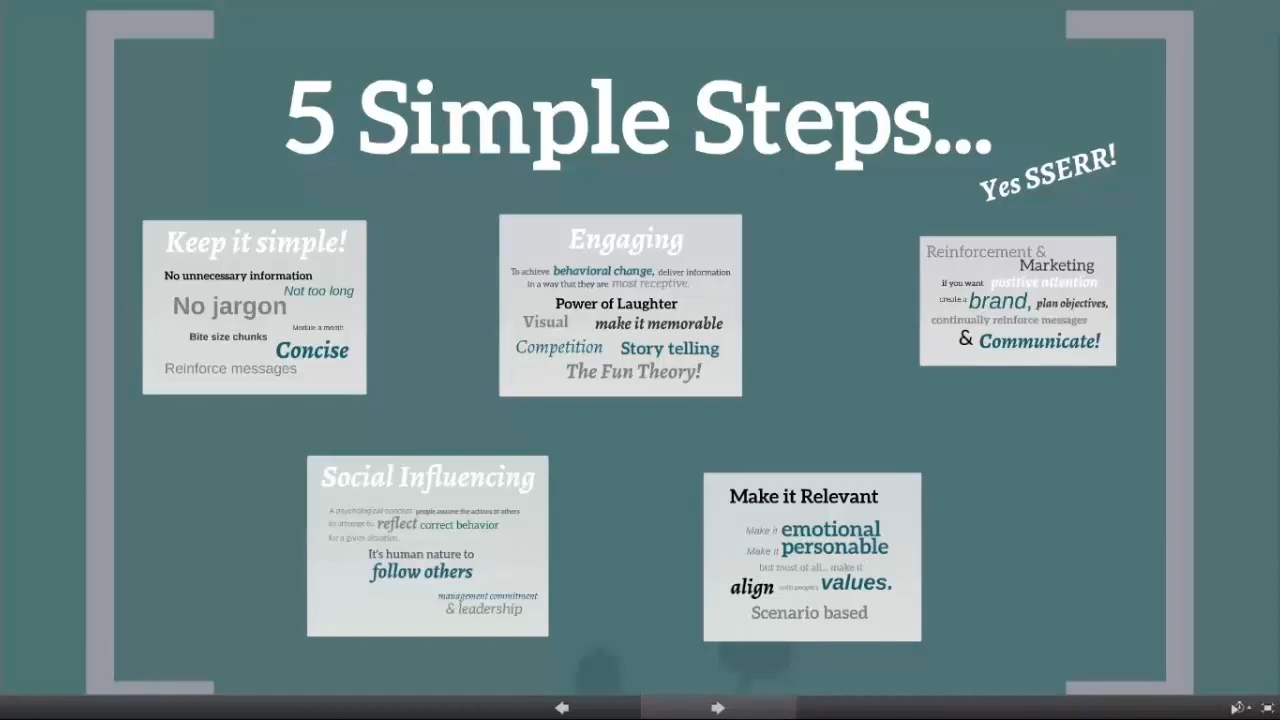 5 Simple Steps...
Yes SSERR!
Keep it simple!
No unnecessary information
Not too long
No jargon
Module a month
Bite size chunks
Concise
Reinforce messages
Engaging
To achieve behavioral change, deliver information
in a way that they are most receptive.
Power of Laughter
Visual make it memorable
Competition Story telling
The Fun Theory!
Reinforcement &
Marketing
If you want positive attention
create a brand, plan objectives,
continually reinforce messages
& Communicate!
Social Influencing
A psychological concept: people assume the actions of others
in attempt to reflect correct behavior
for a given situation.
It's human nature to
follow others
management commitment
& leadership
Make it Relevant
Make it emotional
Make it personable
but most of all... make it
align with people's values.
Scenario based